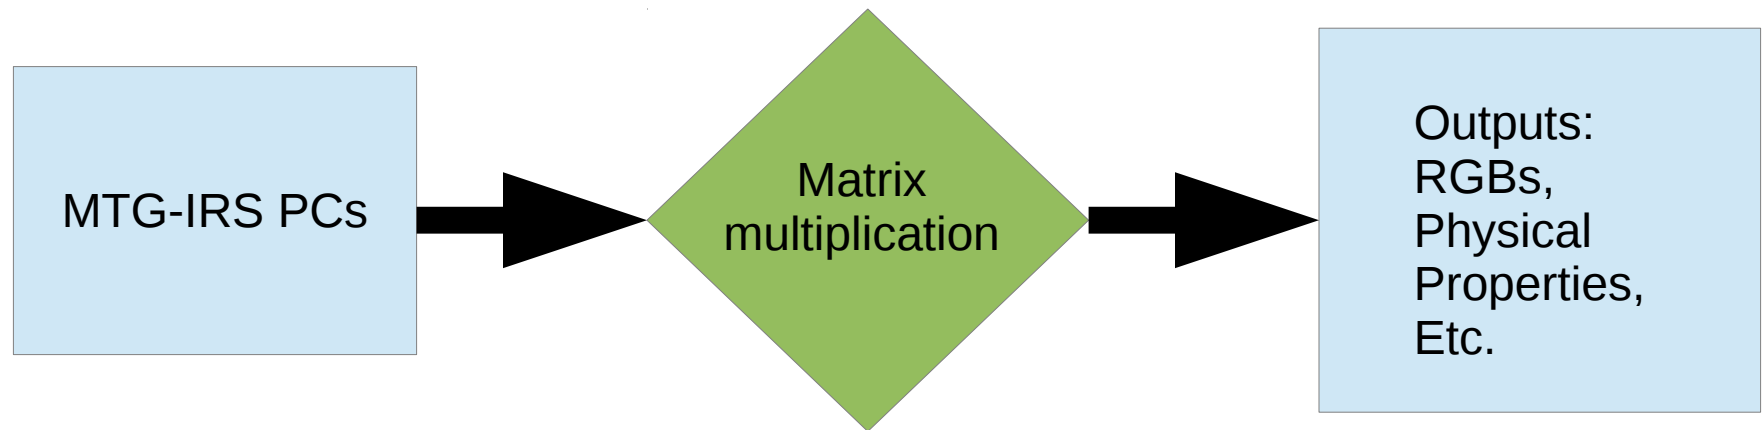 MTG-IRS PCs
Matrix
multiplication
Outputs:
RGBs,
Physical
Properties,
Etc.